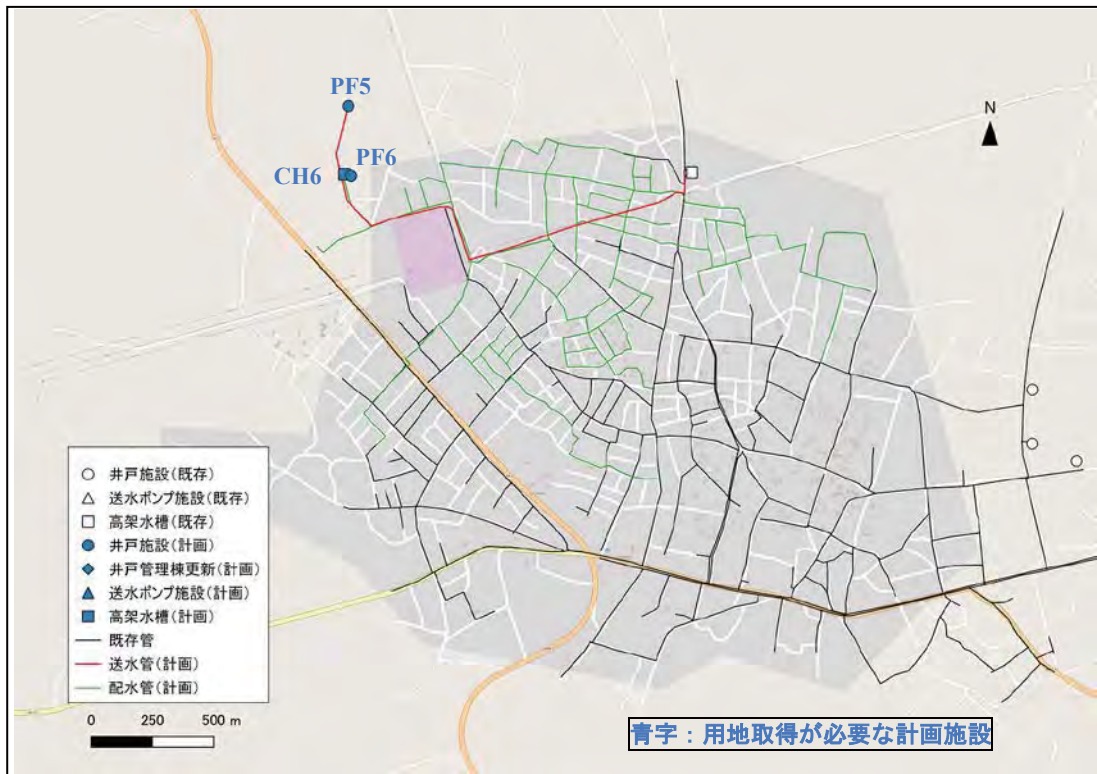 PF5
N
PF6
CH6
井戸施設(既存)
送水ポンプ施設(既存)
高架水槽(既存)
井戸施設(計画)
井戸管理棟更新(計画)
送水ポンプ施設(計画)
高架水槽(計画)
既存管
送水管(計画)
配水管(計画)
0 250 500 m
青字：用地取得が必要な計画施設